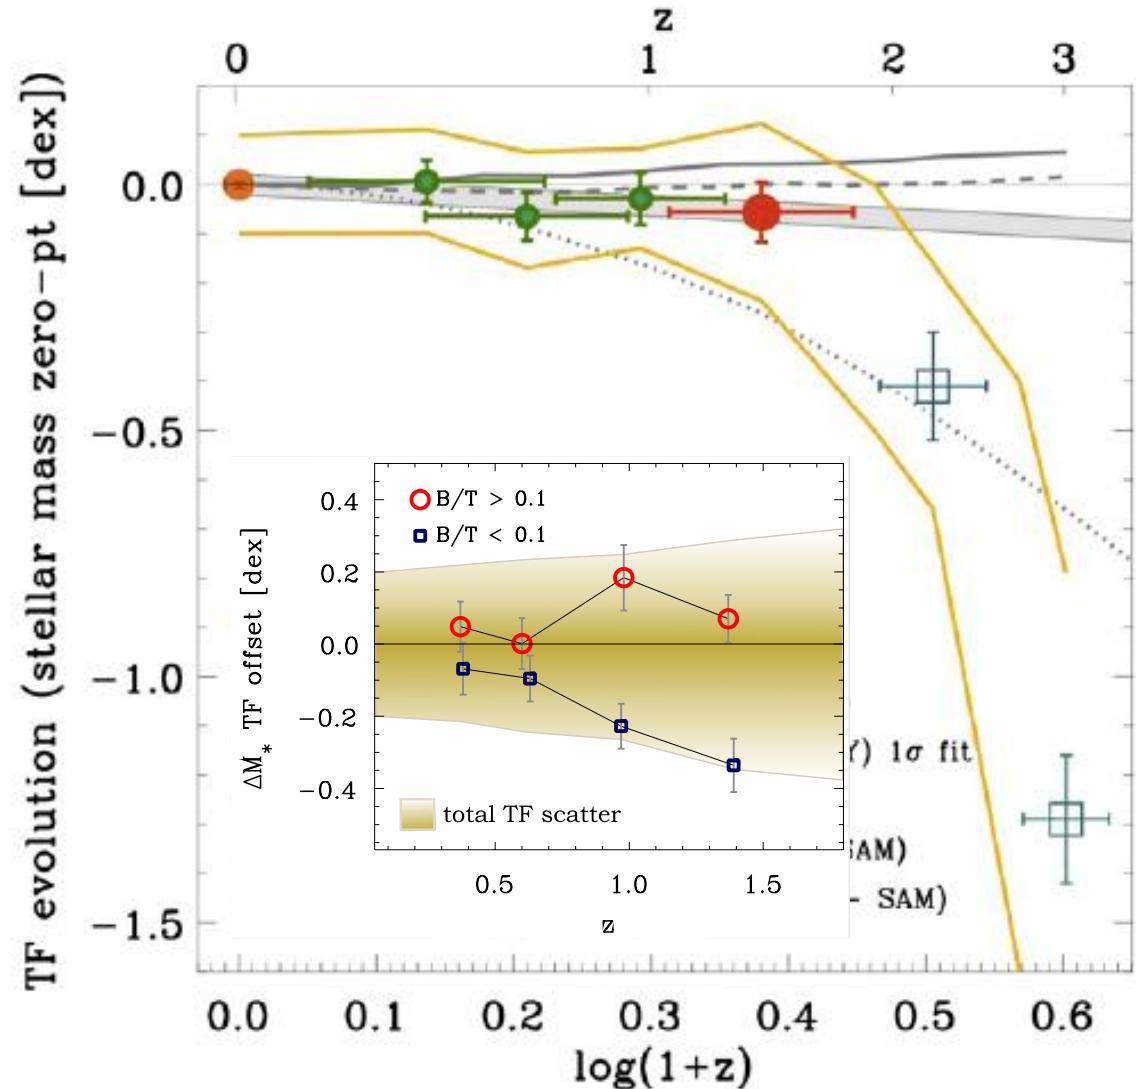 z
0 1 2 3
TF evolution (stellar mass zero-pt [dex])
0.0
−0.5
−1.0
−1.5
B/T > 0.1
B/T < 0.1
ΔM* TF offset [dex]
0.4
0.2
0.0
−0.2
−0.4
total TF scatter
0.5 1.0 1.5
z
Y) 1σ fit
SAM)
− SAM)
0.0 0.1 0.2 0.3 0.4 0.5 0.6
log(1+z)